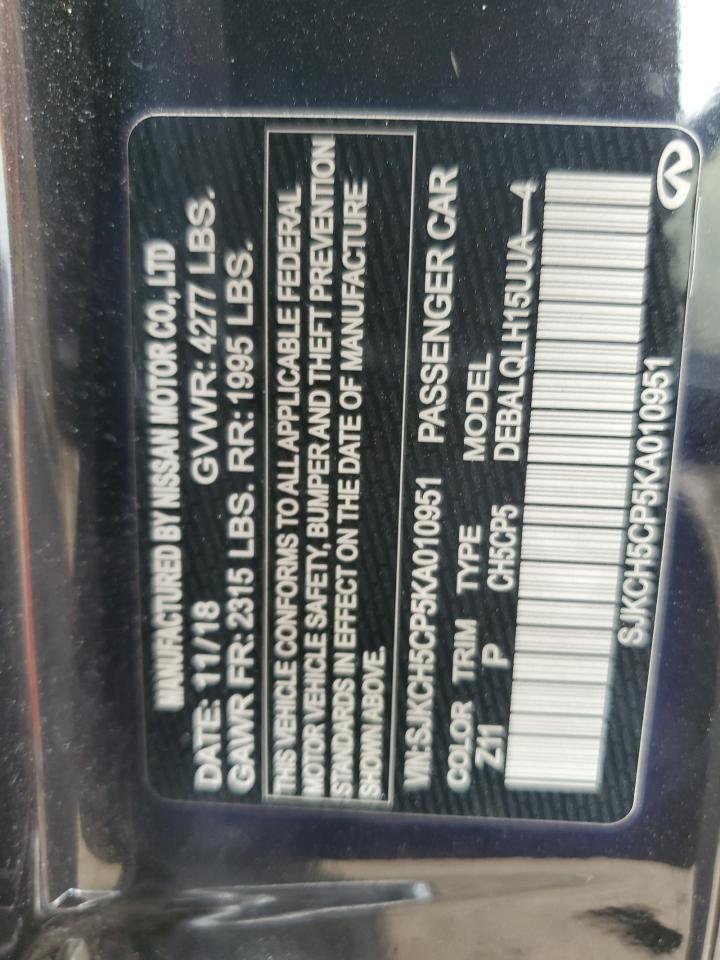 MANUFACTURED BY NISSAN MOTOR CO., LTD
DATE: 11/18 GVWR: 4277 LBS.
GAWR FR: 2315 LBS. RR: 1995 LBS.
THIS VEHICLE CONFORMS TO ALL APPLICABLE FEDERAL
MOTOR VEHICLE SAFETY, BUMPER AND THEFT PREVENTION
STANDARDS IN EFFECT ON THE DATE OF MANUFACTURE
SHOWN ABOVE.
VIN: SJKCH5CP5KA010951 PASSENGER CAR
COLOR TRIM TYPE MODEL
Z11 P CH5CP5 DEBALQLH15UUA—4
SJKCH5CP5KA010951